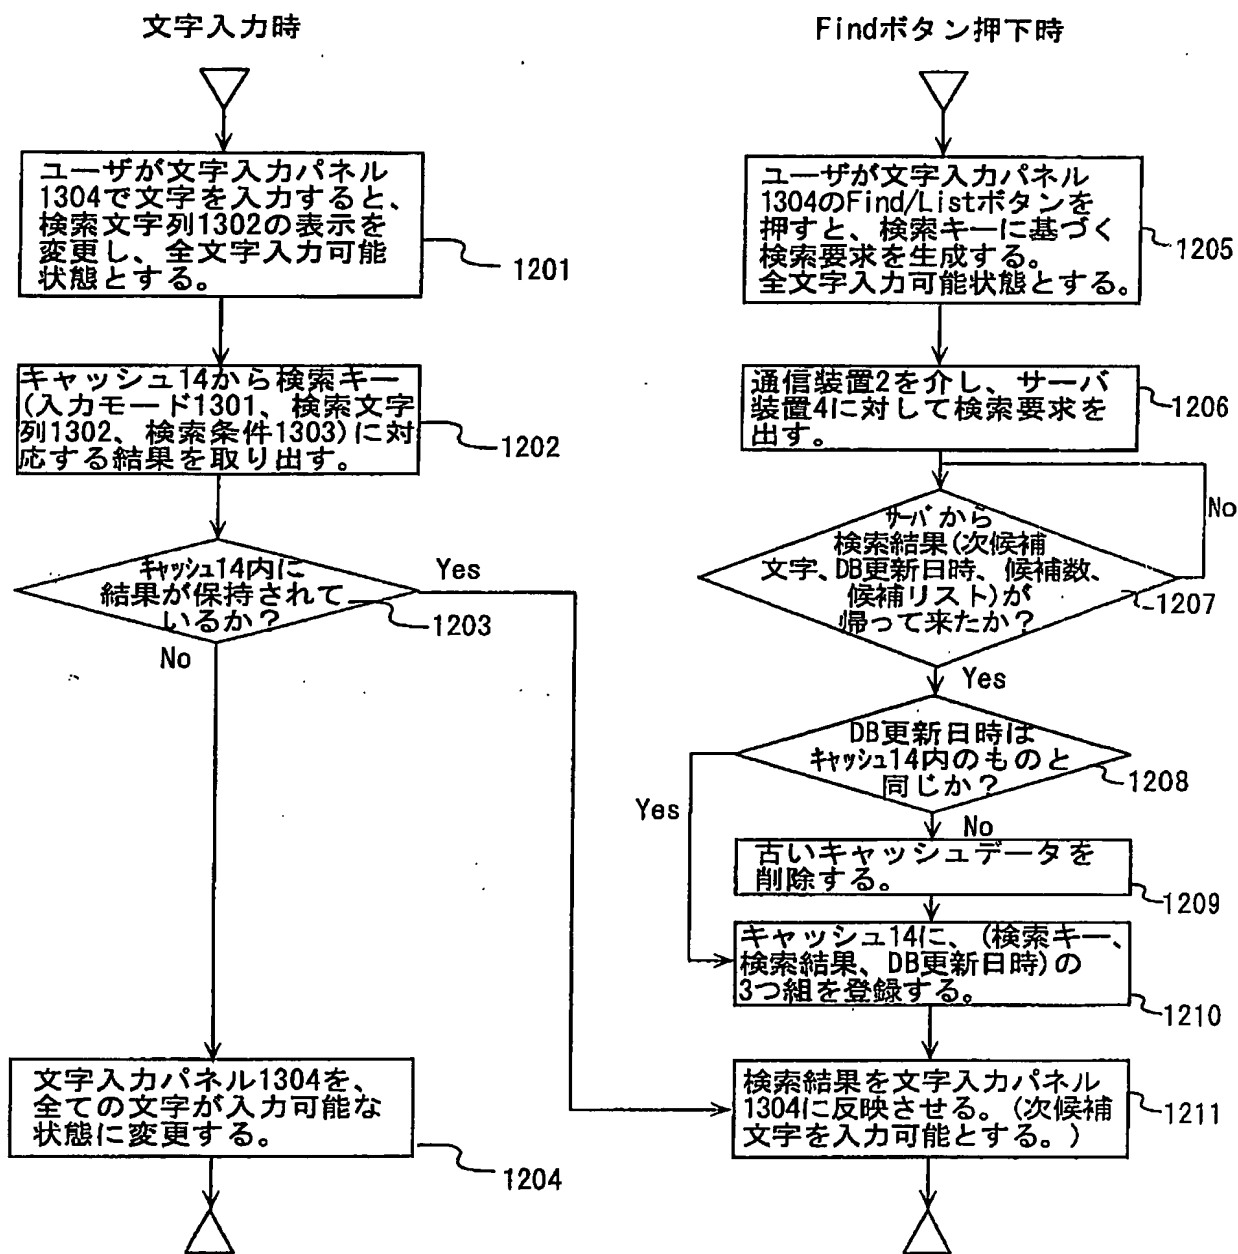 文字入力時
ユーザが文字入力パネル
1304で文字を入力すると、
検索文字列1302の表示を
変更し、全文字入力可能
状態とする。
1201
キャッシュ14から検索キー
(入力モード1301、検索文字
列1302、検索条件1303)に対
応する結果を取り出す。
1202
ｷｬｯｼｭ14内に
結果が保持されて
いるか？
1203
Yes
No
文字入力パネル1304を、
全ての文字が入力可能な
状態に変更する。
1204
Findボタン押下時
ユーザが文字入力パネル
1304のFind/Listボタンを
押すと、検索キーに基づく
検索要求を生成する。
全文字入力可能状態とする。
1205
通信装置2を介し、サーバ
装置4に対して検索要求を
出す。
1206
ｻｰﾊﾞから
検索結果(次候補
文字、DB更新日時、候補数、
候補リスト)が
帰って来たか？
1207
No
Yes
DB更新日時は
ｷｬｯｼｭ14内のものと
同じか？
1208
Yes
No
古いキャッシュデータを
削除する。
1209
キャッシュ14に、(検索キー、
検索結果、DB更新日時)の
3つ組を登録する。
1210
検索結果を文字入力パネル
1304に反映させる。(次候補
文字を入力可能とする。)
1211